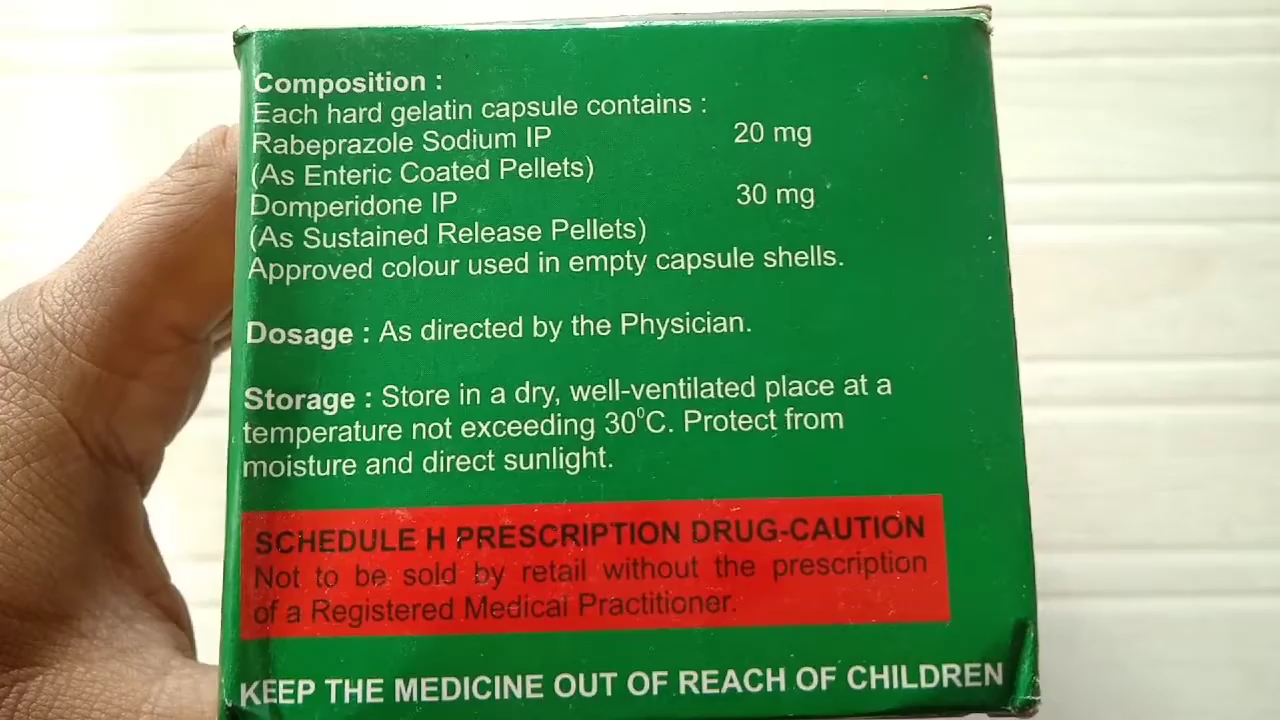 Composition :
Each hard gelatin capsule contains :
Rabeprazole Sodium IP 20 mg
(As Enteric Coated Pellets)
Domperidone IP 30 mg
(As Sustained Release Pellets)
Approved colour used in empty capsule shells.
Dosage : As directed by the Physician.
Storage : Store in a dry, well-ventilated place at a
temperature not exceeding 30⁰C. Protect from
moisture and direct sunlight.
SCHEDULE H PRESCRIPTION DRUG-CAUTION
Not to be sold by retail without the prescription
of a Registered Medical Practitioner.
KEEP THE MEDICINE OUT OF REACH OF CHILDREN